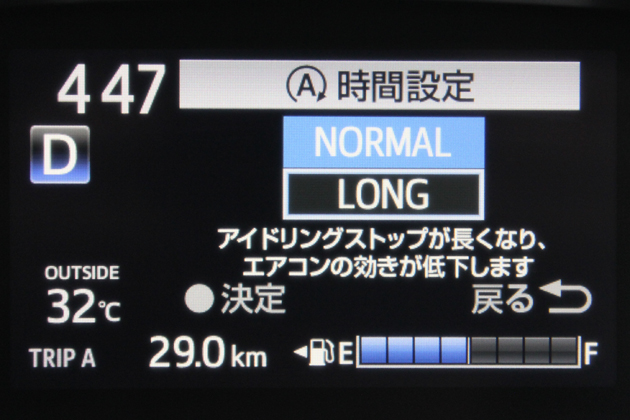 4 47
Ⓐ 時間設定
D
NORMAL
LONG
アイドリングストップが長くなり、
エアコンの効きが低下します
OUTSIDE
32℃
決定
戻る
TRIP A 29.0 km
E F